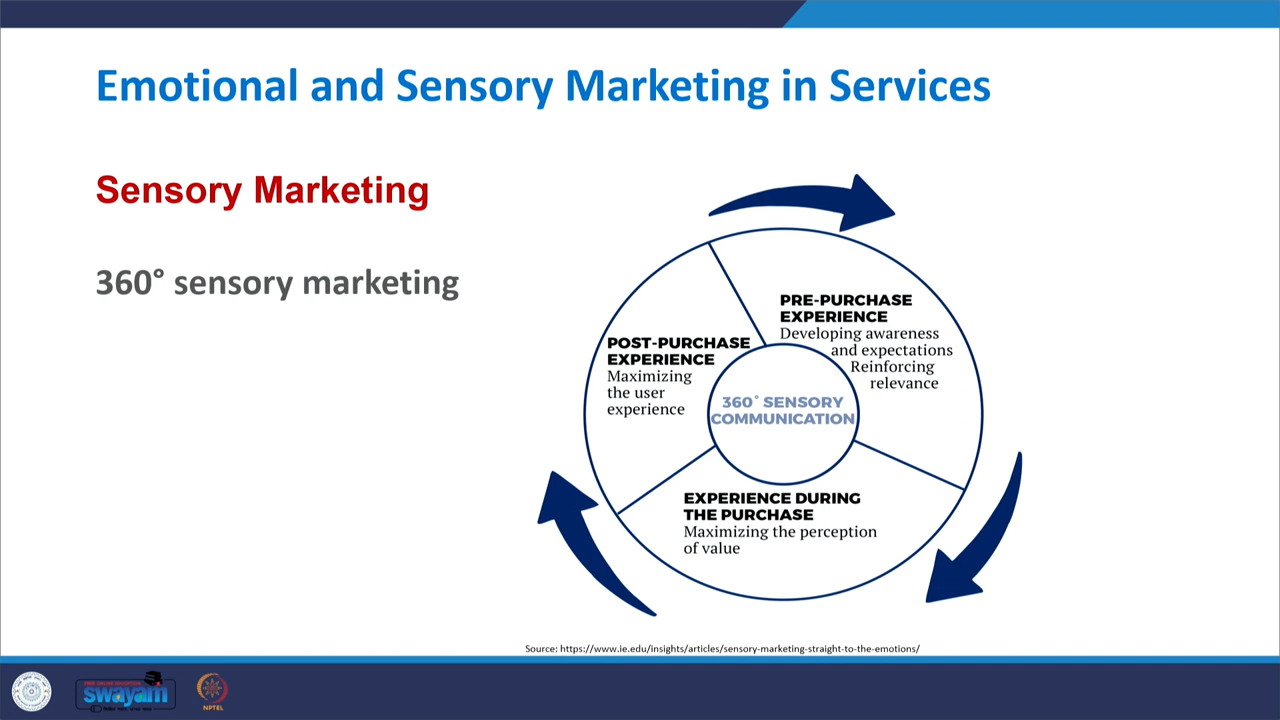 Emotional and Sensory Marketing in Services
Sensory Marketing
360° sensory marketing
PRE-PURCHASE
EXPERIENCE
Developing awareness
and expectations
Reinforcing
relevance
POST-PURCHASE
EXPERIENCE
Maximizing
the user
experience
360° SENSORY
COMMUNICATION
EXPERIENCE DURING
THE PURCHASE
Maximizing the perception
of value
Source: https://www.ie.edu/insights/articles/sensory-marketing-straight-to-the-emotions/
swayam
NPTEL